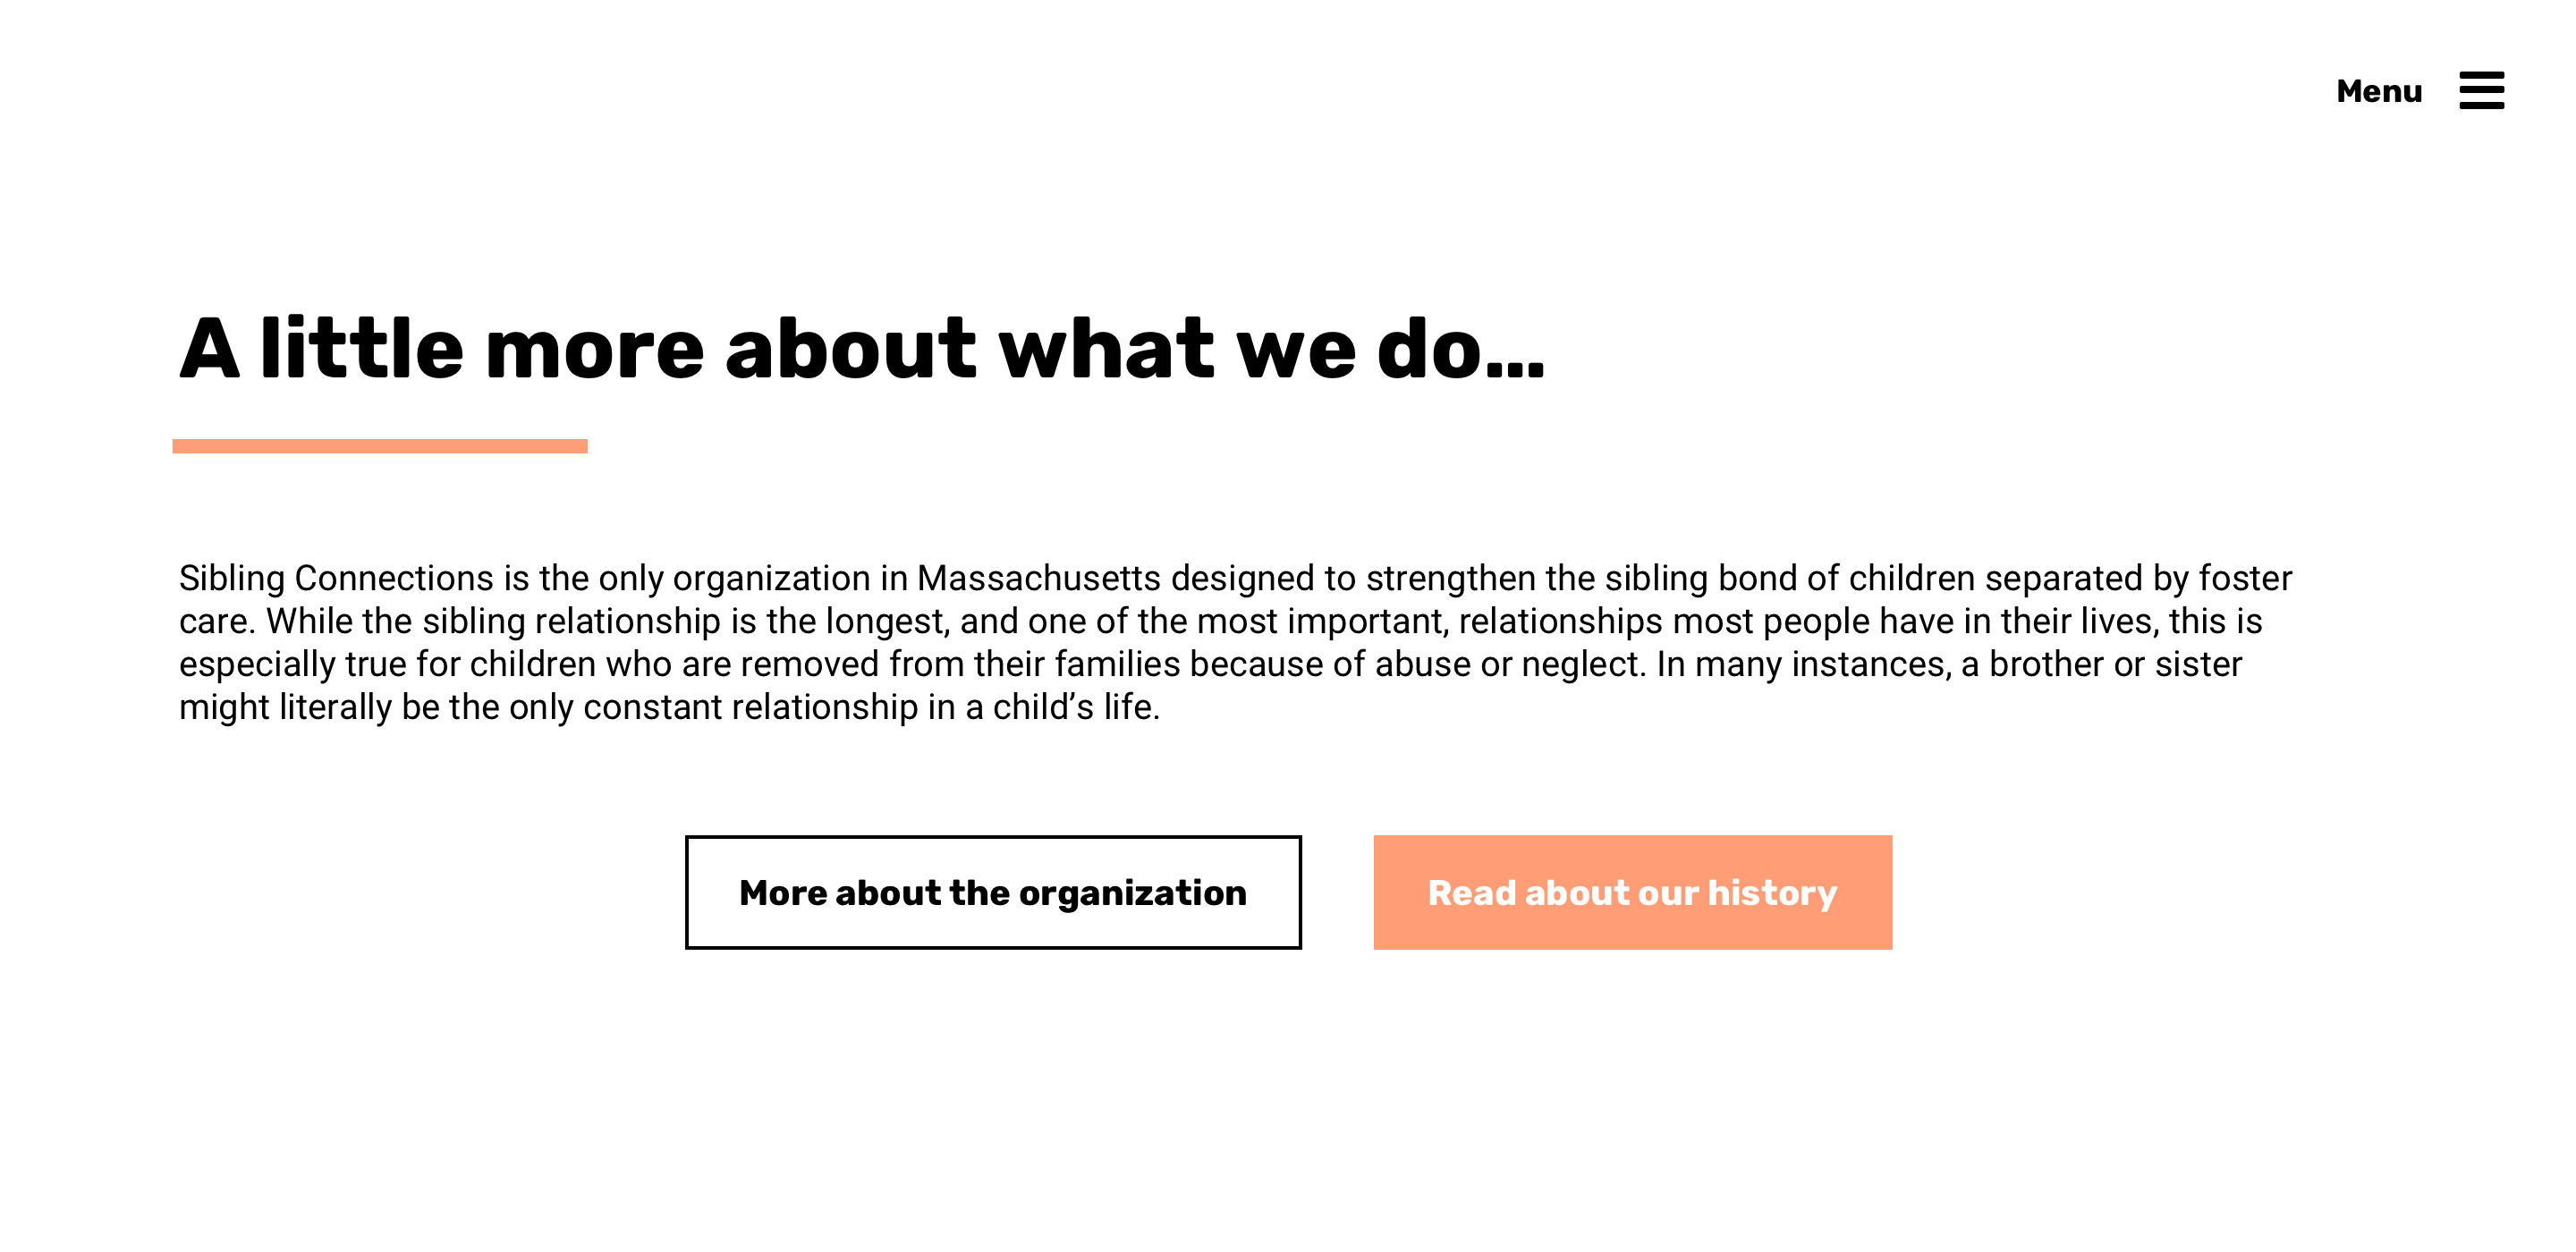 Menu
A little more about what we do...
Sibling Connections is the only organization in Massachusetts designed to strengthen the sibling bond of children separated by foster
care. While the sibling relationship is the longest, and one of the most important, relationships most people have in their lives, this is
especially true for children who are removed from their families because of abuse or neglect. In many instances, a brother or sister
might literally be the only constant relationship in a child’s life.
More about the organization
Read about our history